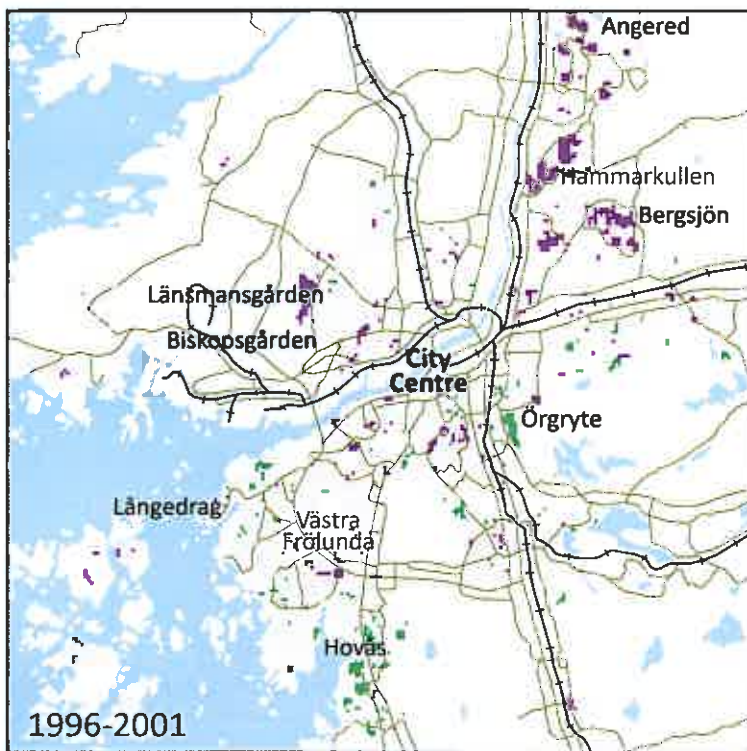 Angered
Hammarkullen
Bergsjön
Länsmansgården
Biskopsgården
City
Centre
Örgryte
Långedrag
Västra
Frölunda
Hovås
1996-2001